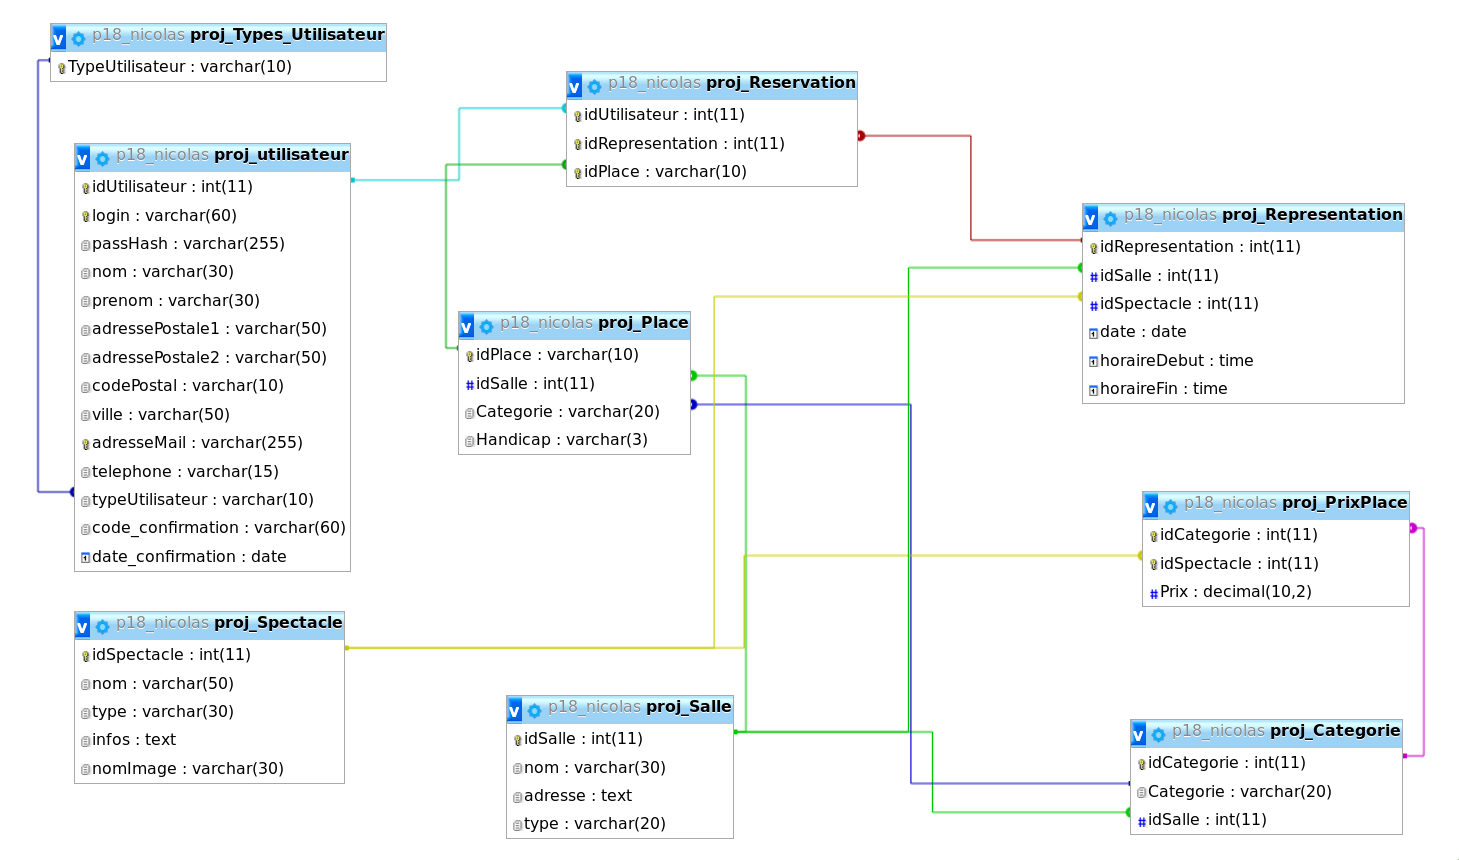 p18_nicolas proj_Types_Utilisateur
TypeUtilisateur : varchar(10)
p18_nicolas proj_Reservation
idUtilisateur : int(11)
idRepresentation : int(11)
idPlace : varchar(10)
p18_nicolas proj_utilisateur
idUtilisateur : int(11)
login : varchar(60)
passHash : varchar(255)
nom : varchar(30)
prenom : varchar(30)
adressePostale1 : varchar(50)
adressePostale2 : varchar(50)
codePostal : varchar(10)
ville : varchar(50)
adresseMail : varchar(255)
telephone : varchar(15)
typeUtilisateur : varchar(10)
code_confirmation : varchar(60)
date_confirmation : date
p18_nicolas proj_Representation
idRepresentation : int(11)
idSalle : int(11)
idSpectacle : int(11)
date : date
horaireDebut : time
horaireFin : time
p18_nicolas proj_Place
idPlace : varchar(10)
idSalle : int(11)
Categorie : varchar(20)
Handicap : varchar(3)
p18_nicolas proj_PrixPlace
idCategorie : int(11)
idSpectacle : int(11)
Prix : decimal(10,2)
p18_nicolas proj_Spectacle
idSpectacle : int(11)
nom : varchar(50)
type : varchar(30)
infos : text
nomImage : varchar(30)
p18_nicolas proj_Salle
idSalle : int(11)
nom : varchar(30)
adresse : text
type : varchar(20)
p18_nicolas proj_Categorie
idCategorie : int(11)
Categorie : varchar(20)
idSalle : int(11)